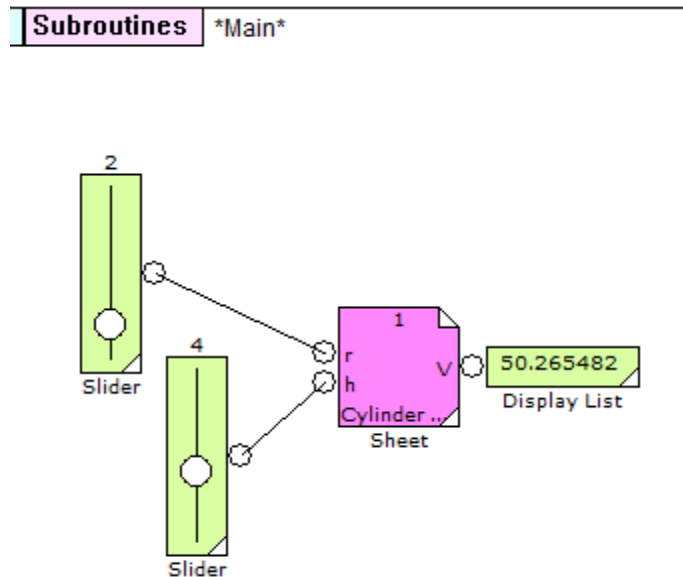 Subroutines *Main*
2
Slider
4
Slider
1
r
h
V
Cylinder ...
Sheet
50.265482
Display List